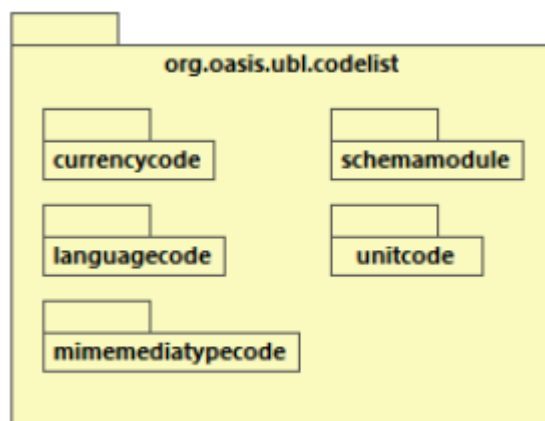 org.oasis.ubl.codelist
currencycode
schemamodule
languagecode
unitcode
mimemediatypecode